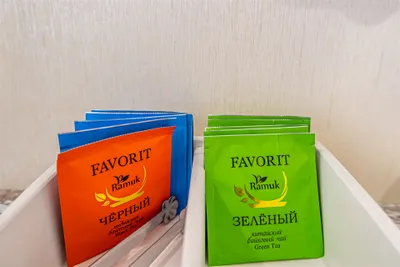 FAVORIT
Ramuk
ЧЁРНЫЙ
FAVORIT
Ramuk
ЗЕЛЁНЫЙ
китайский
байховый чай
Green Tea